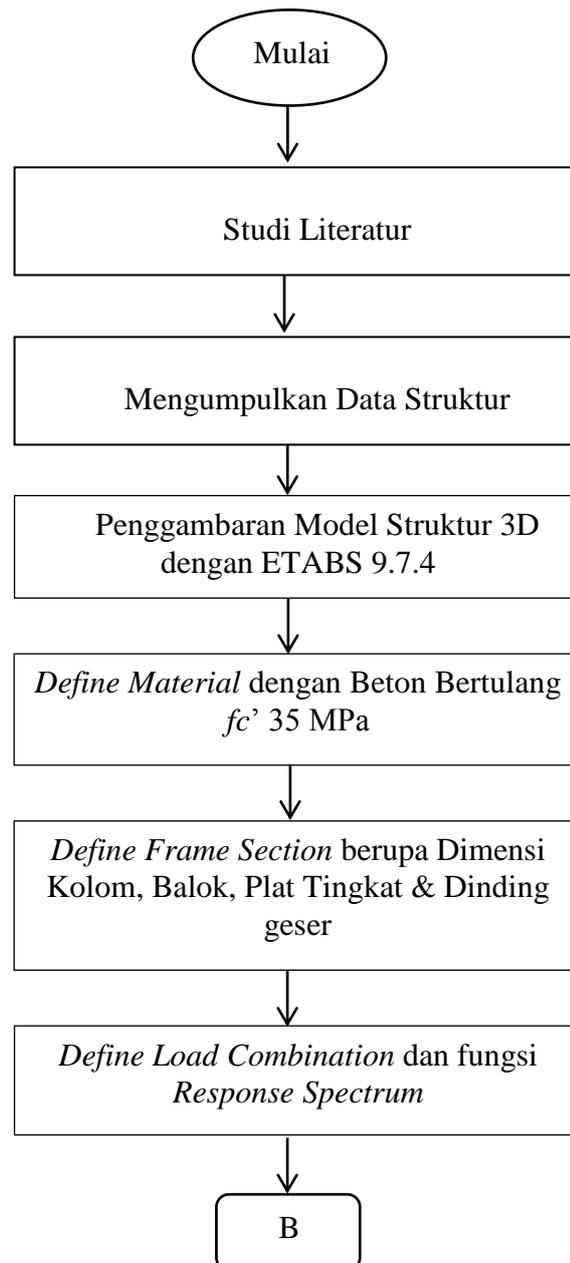 Mulai
Studi Literatur
Mengumpulkan Data Struktur
Penggambaran Model Struktur 3D
dengan ETABS 9.7.4
Define Material dengan Beton Bertulang
fc’ 35 MPa
Define Frame Section berupa Dimensi
Kolom, Balok, Plat Tingkat & Dinding
geser
Define Load Combination dan fungsi
Response Spectrum
B